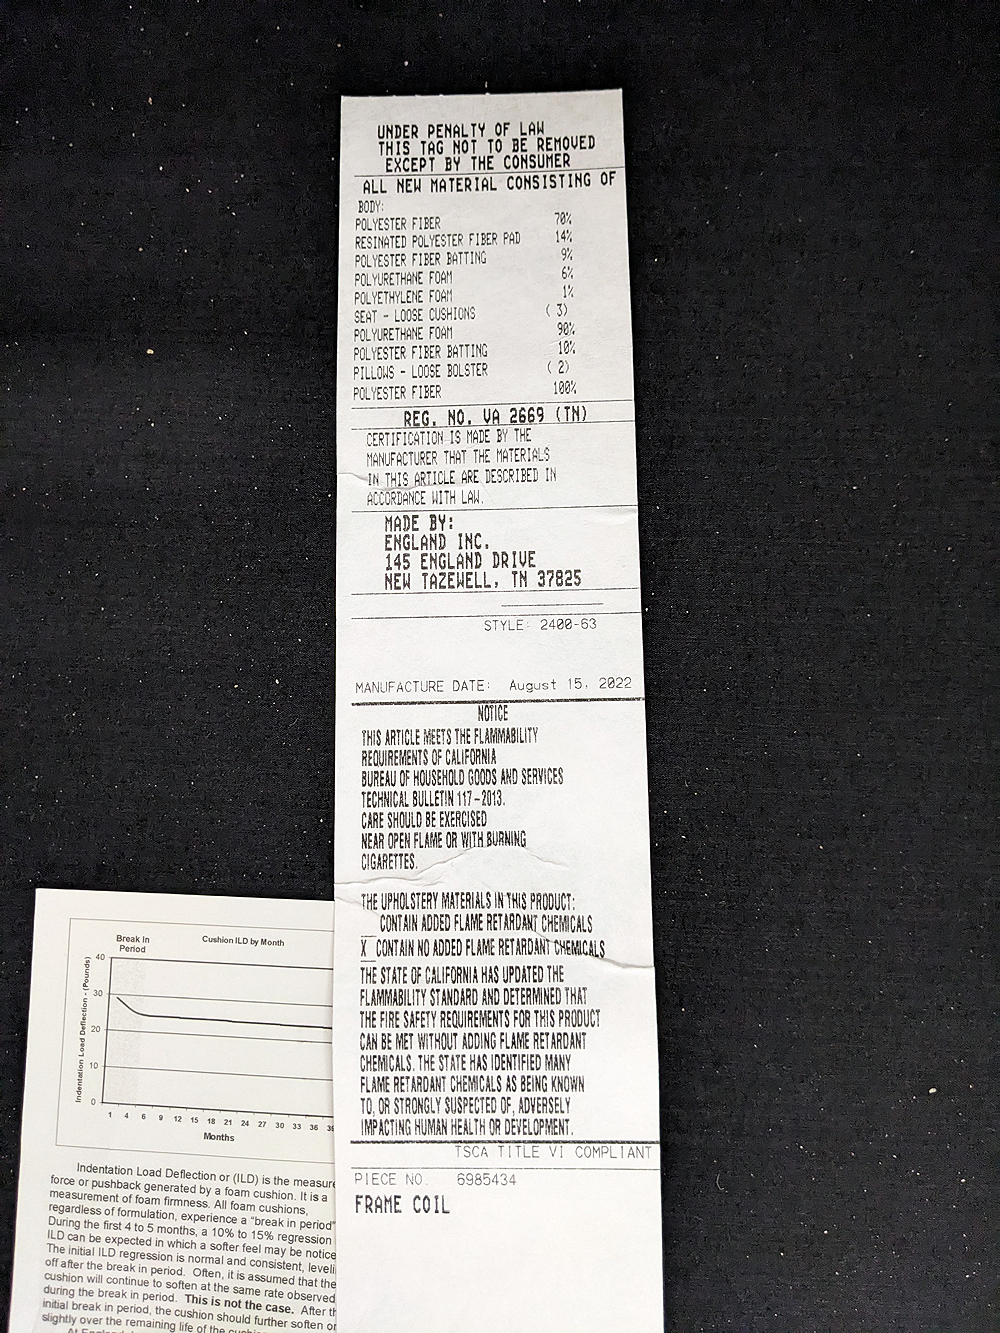 UNDER PENALTY OF LAW
THIS TAG NOT TO BE REMOVED
EXCEPT BY THE CONSUMER
ALL NEW MATERIAL CONSISTING OF
BODY:
POLYESTER FIBER 70%
RESINATED POLYESTER FIBER PAD 14%
POLYESTER FIBER BATTING 9%
POLYURETHANE FOAM 6%
POLYETHYLENE FOAM 1%
SEAT - LOOSE CUSHIONS ( 3)
POLYURETHANE FOAM 90%
POLYESTER FIBER BATTING 10%
PILLOWS - LOOSE BOLSTER ( 2)
POLYESTER FIBER 100%
REG. NO. VA 2669 (TN)
CERTIFICATION IS MADE BY THE
MANUFACTURER THAT THE MATERIALS
IN THIS ARTICLE ARE DESCRIBED IN
ACCORDANCE WITH LAW.
MADE BY:
ENGLAND INC.
145 ENGLAND DRIVE
NEW TAZEWELL, TN 37825
STYLE: 2400-63
MANUFACTURE DATE: August 15, 2022
NOTICE
THIS ARTICLE MEETS THE FLAMMABILITY
REQUIREMENTS OF CALIFORNIA
BUREAU OF HOUSEHOLD GOODS AND SERVICES
TECHNICAL BULLETIN 117-2013.
CARE SHOULD BE EXERCISED
NEAR OPEN FLAME OR WITH BURNING
CIGARETTES.
THE UPHOLSTERY MATERIALS IN THIS PRODUCT:
CONTAIN ADDED FLAME RETARDANT CHEMICALS
X CONTAIN NO ADDED FLAME RETARDANT CHEMICALS
THE STATE OF CALIFORNIA HAS UPDATED THE
FLAMMABILITY STANDARD AND DETERMINED THAT
THE FIRE SAFETY REQUIREMENTS FOR THIS PRODUCT
CAN BE MET WITHOUT ADDING FLAME RETARDANT
CHEMICALS. THE STATE HAS IDENTIFIED MANY
FLAME RETARDANT CHEMICALS AS BEING KNOWN
TO, OR STRONGLY SUSPECTED OF, ADVERSELY
IMPACTING HUMAN HEALTH OR DEVELOPMENT.
TSCA TITLE VI COMPLIANT
PIECE NO. 6985434
FRAME COIL
Break In
Period
Cushion ILD by Month
Indentation Load Deflection - (Pounds)
40
30
20
10
0
1 4 6 9 12 15 18 21 24 27 30 33 36
Months
Indentation Load Deflection or (ILD) is the measure
force or pushback generated by a foam cushion. It is a
measurement of foam firmness. All foam cushions,
regardless of formulation, experience a "break in period"
During the first 4 to 5 months, a 10% to 15% regression
ILD can be expected in which a softer feel may be notice
The initial ILD regression is normal and consistent, leveli
off after the break in period. Often, it is assumed that the
cushion will continue to soften at the same rate observed
during the break in period. This is not the case. After th
initial break in period, the cushion should further soften on
slightly over the remaining life of the